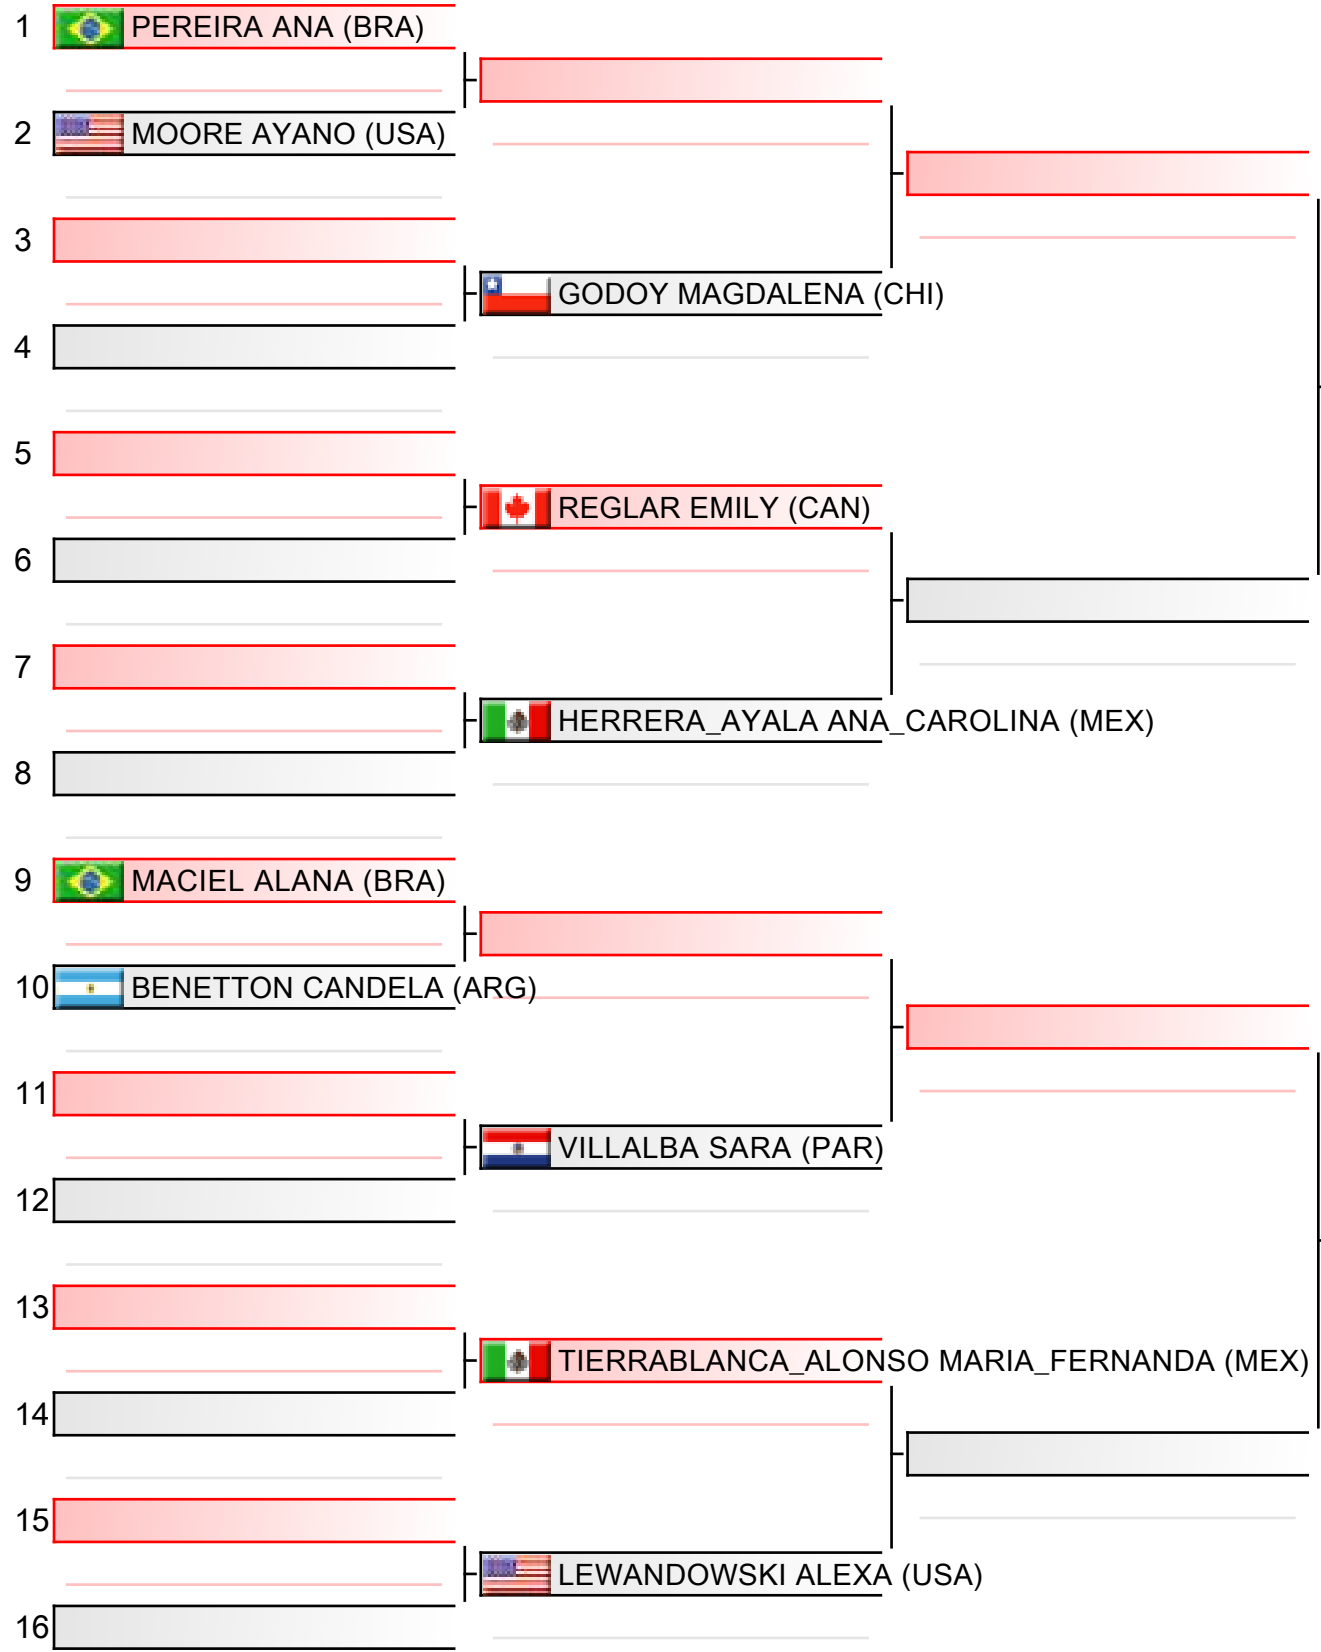 1 PEREIRA ANA (BRA)
2 MOORE AYANO (USA)
3
GODOY MAGDALENA (CHI)
4
5
REGLAR EMILY (CAN)
6
7
HERRERA_AYALA ANA_CAROLINA (MEX)
8
9 MACIEL ALANA (BRA)
10 BENETTON CANDELA (ARG)
11
VILLALBA SARA (PAR)
12
13
TIERRABLANCA_ALONSO MARIA_FERNANDA (MEX)
14
15
LEWANDOWSKI ALEXA (USA)
16